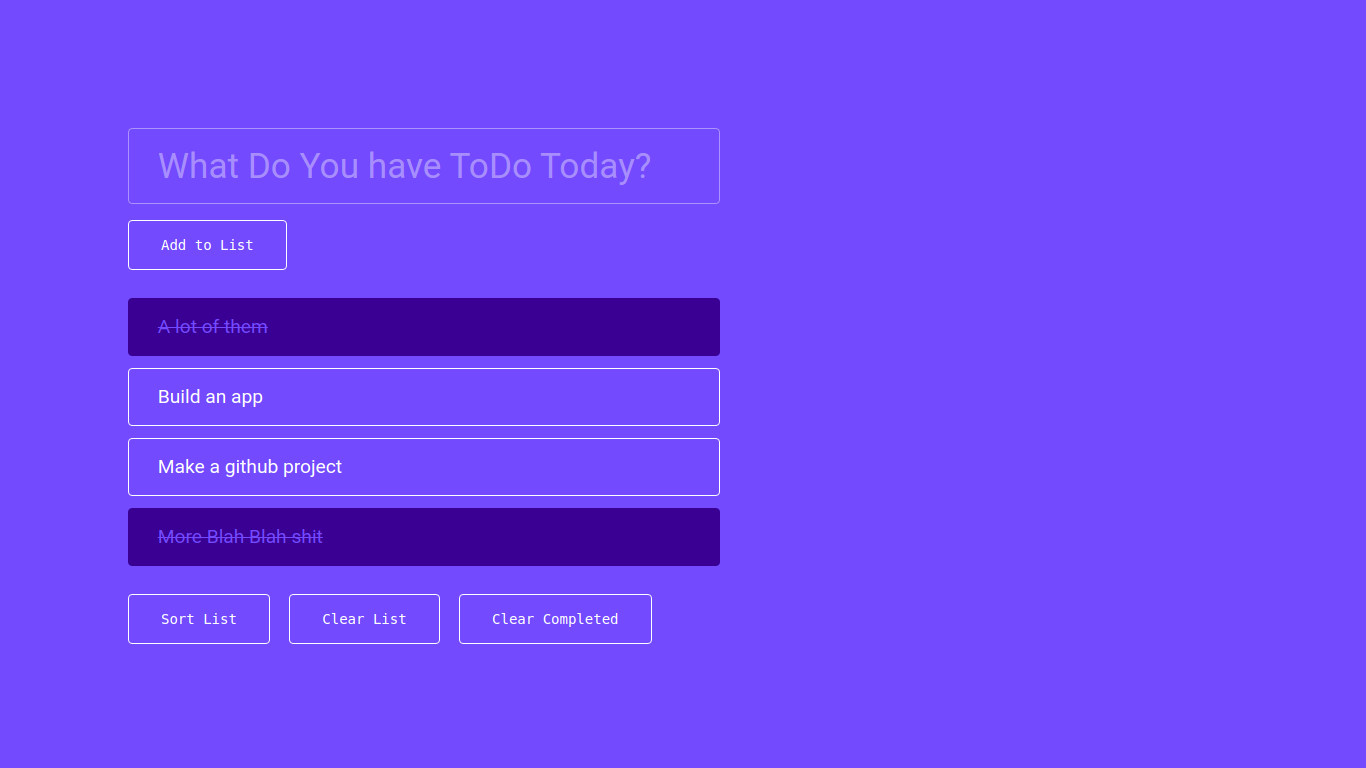 What Do You have ToDo Today?
Add to List
A lot of them
Build an app
Make a github project
More Blah Blah shit
Sort List
Clear List
Clear Completed